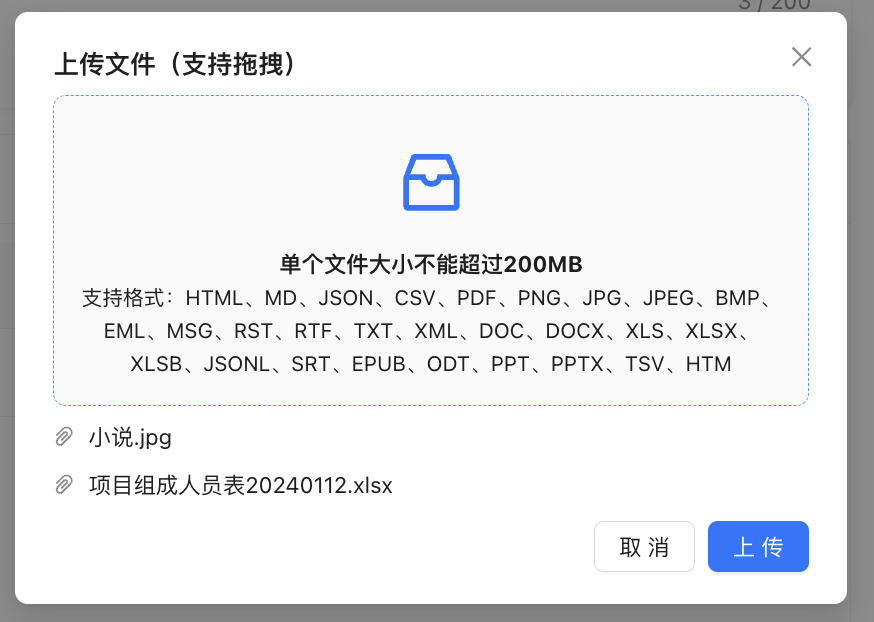 3 / 200
上传文件（支持拖拽）
单个文件大小不能超过200MB
支持格式：HTML、MD、JSON、CSV、PDF、PNG、JPG、JPEG、BMP、
EML、MSG、RST、RTF、TXT、XML、DOC、DOCX、XLS、XLSX、
XLSB、JSONL、SRT、EPUB、ODT、PPT、PPTX、TSV、HTM
小说.jpg
项目组成人员表20240112.xlsx
取 消
上 传